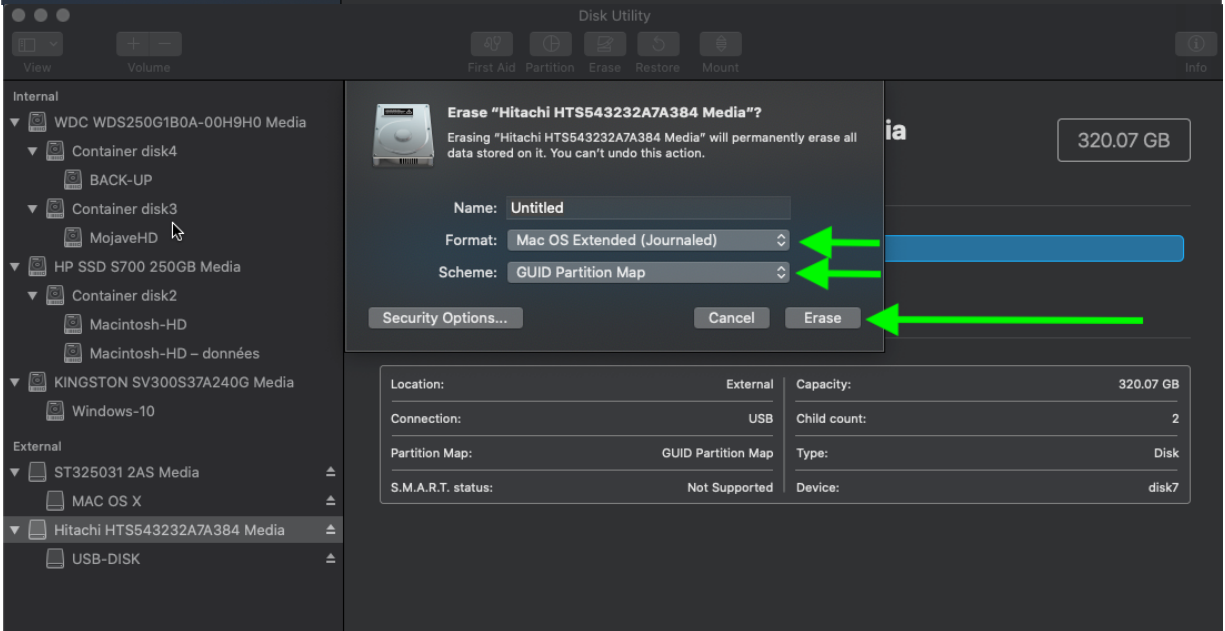 Disk Utility
View
Volume
First Aid
Partition
Erase
Restore
Mount
Info
Internal
WDC WDS250G1B0A-00H9H0 Media
Container disk4
BACK-UP
Container disk3
MojaveHD
HP SSD S700 250GB Media
Container disk2
Macintosh-HD
Macintosh-HD – données
KINGSTON SV300S37A240G Media
Windows-10
External
ST325031 2AS Media
MAC OS X
Hitachi HTS543232A7A384 Media
USB-DISK
Erase “Hitachi HTS543232A7A384 Media”?
Erasing “Hitachi HTS543232A7A384 Media” will permanently erase all
data stored on it. You can’t undo this action.
Name: Untitled
Format: Mac OS Extended (Journaled)
Scheme: GUID Partition Map
Security Options...
Cancel
Erase
ia
320.07 GB
Location: External
Capacity: 320.07 GB
Connection: USB
Child count: 2
Partition Map: GUID Partition Map
Type: Disk
S.M.A.R.T. status: Not Supported
Device: disk7